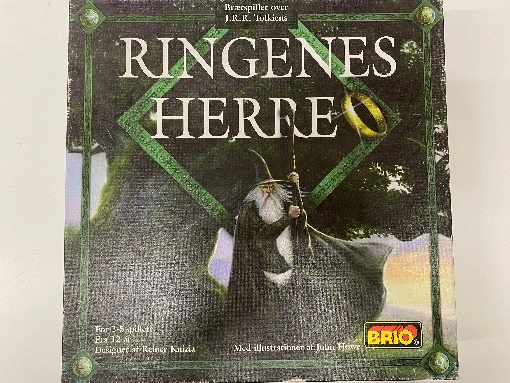 Brætspillet over
J.R.R. Tolkiens
RINGENES
HERRE
For 2-5 spillere
Fra 12 år
Designet af Reiner Knizia
Med illustrationer af John Howe
BRIO®